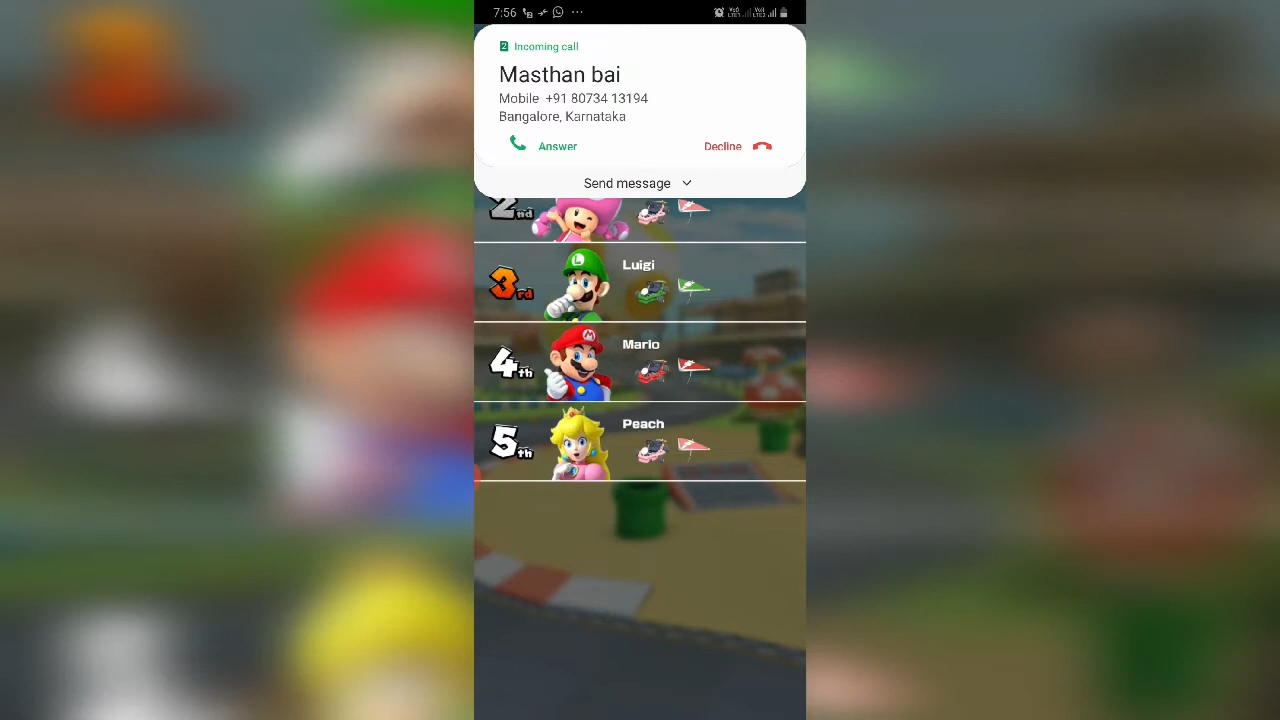 7:56
2 Incoming call
Masthan bai
Mobile +91 80734 13194
Bangalore, Karnataka
Answer
Decline
Send message
2nd
L
3rd
Luigi
M
4th
Mario
5th
Peach